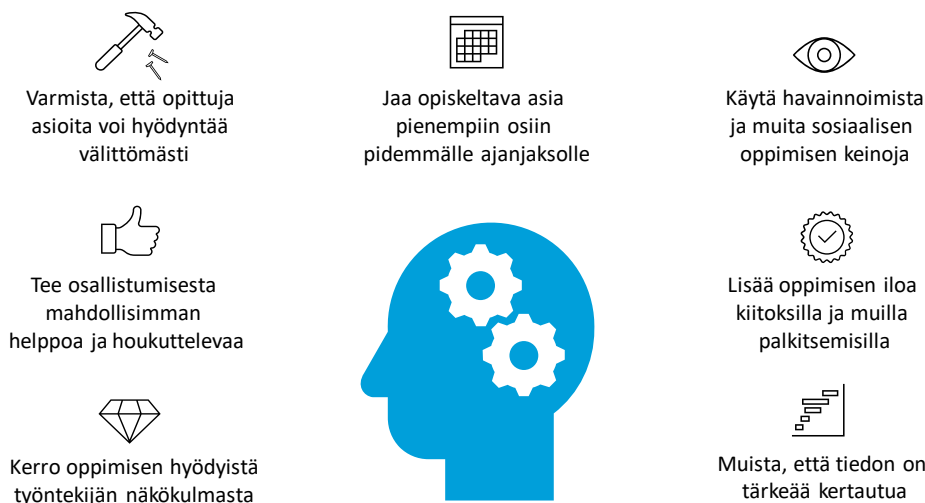 Varmista, että opittuja
asioita voi hyödyntää
välittömästi
Jaa opiskeltava asia
pienempiin osiin
pidemmälle ajanjaksolle
Käytä havainnoimista
ja muita sosiaalisen
oppimisen keinoja
Tee osallistumisesta
mahdollisimman
helppoa ja houkuttelevaa
Lisää oppimisen iloa
kiitoksilla ja muilla
palkitsemisilla
Kerro oppimisen hyödyistä
työntekijän näkökulmasta
Muista, että tiedon on
tärkeää kertautua